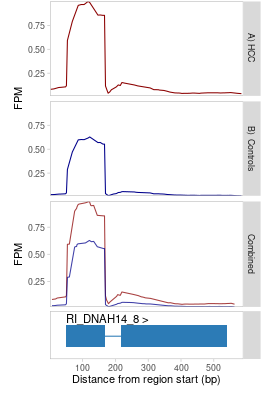 0.75
0.50
0.25
A) HCC
FPM
0.75
0.50
0.25
B) Controls
0.75
0.50
0.25
FPM
Combined
RI_DNAH14_8 >
100 200 300 400 500
Distance from region start (bp)